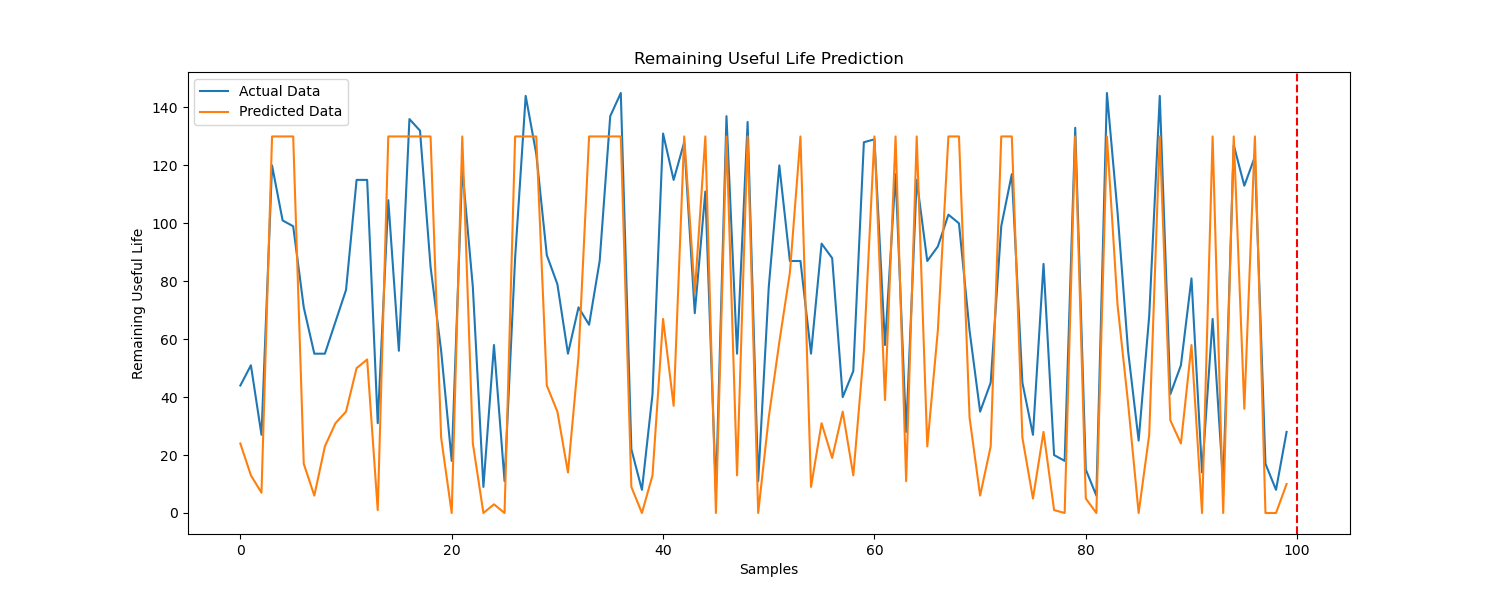 Remaining Useful Life Prediction
Actual Data
Predicted Data
Remaining Useful Life
140
120
100
80
60
40
20
0
0
20
40
60
80
100
Samples